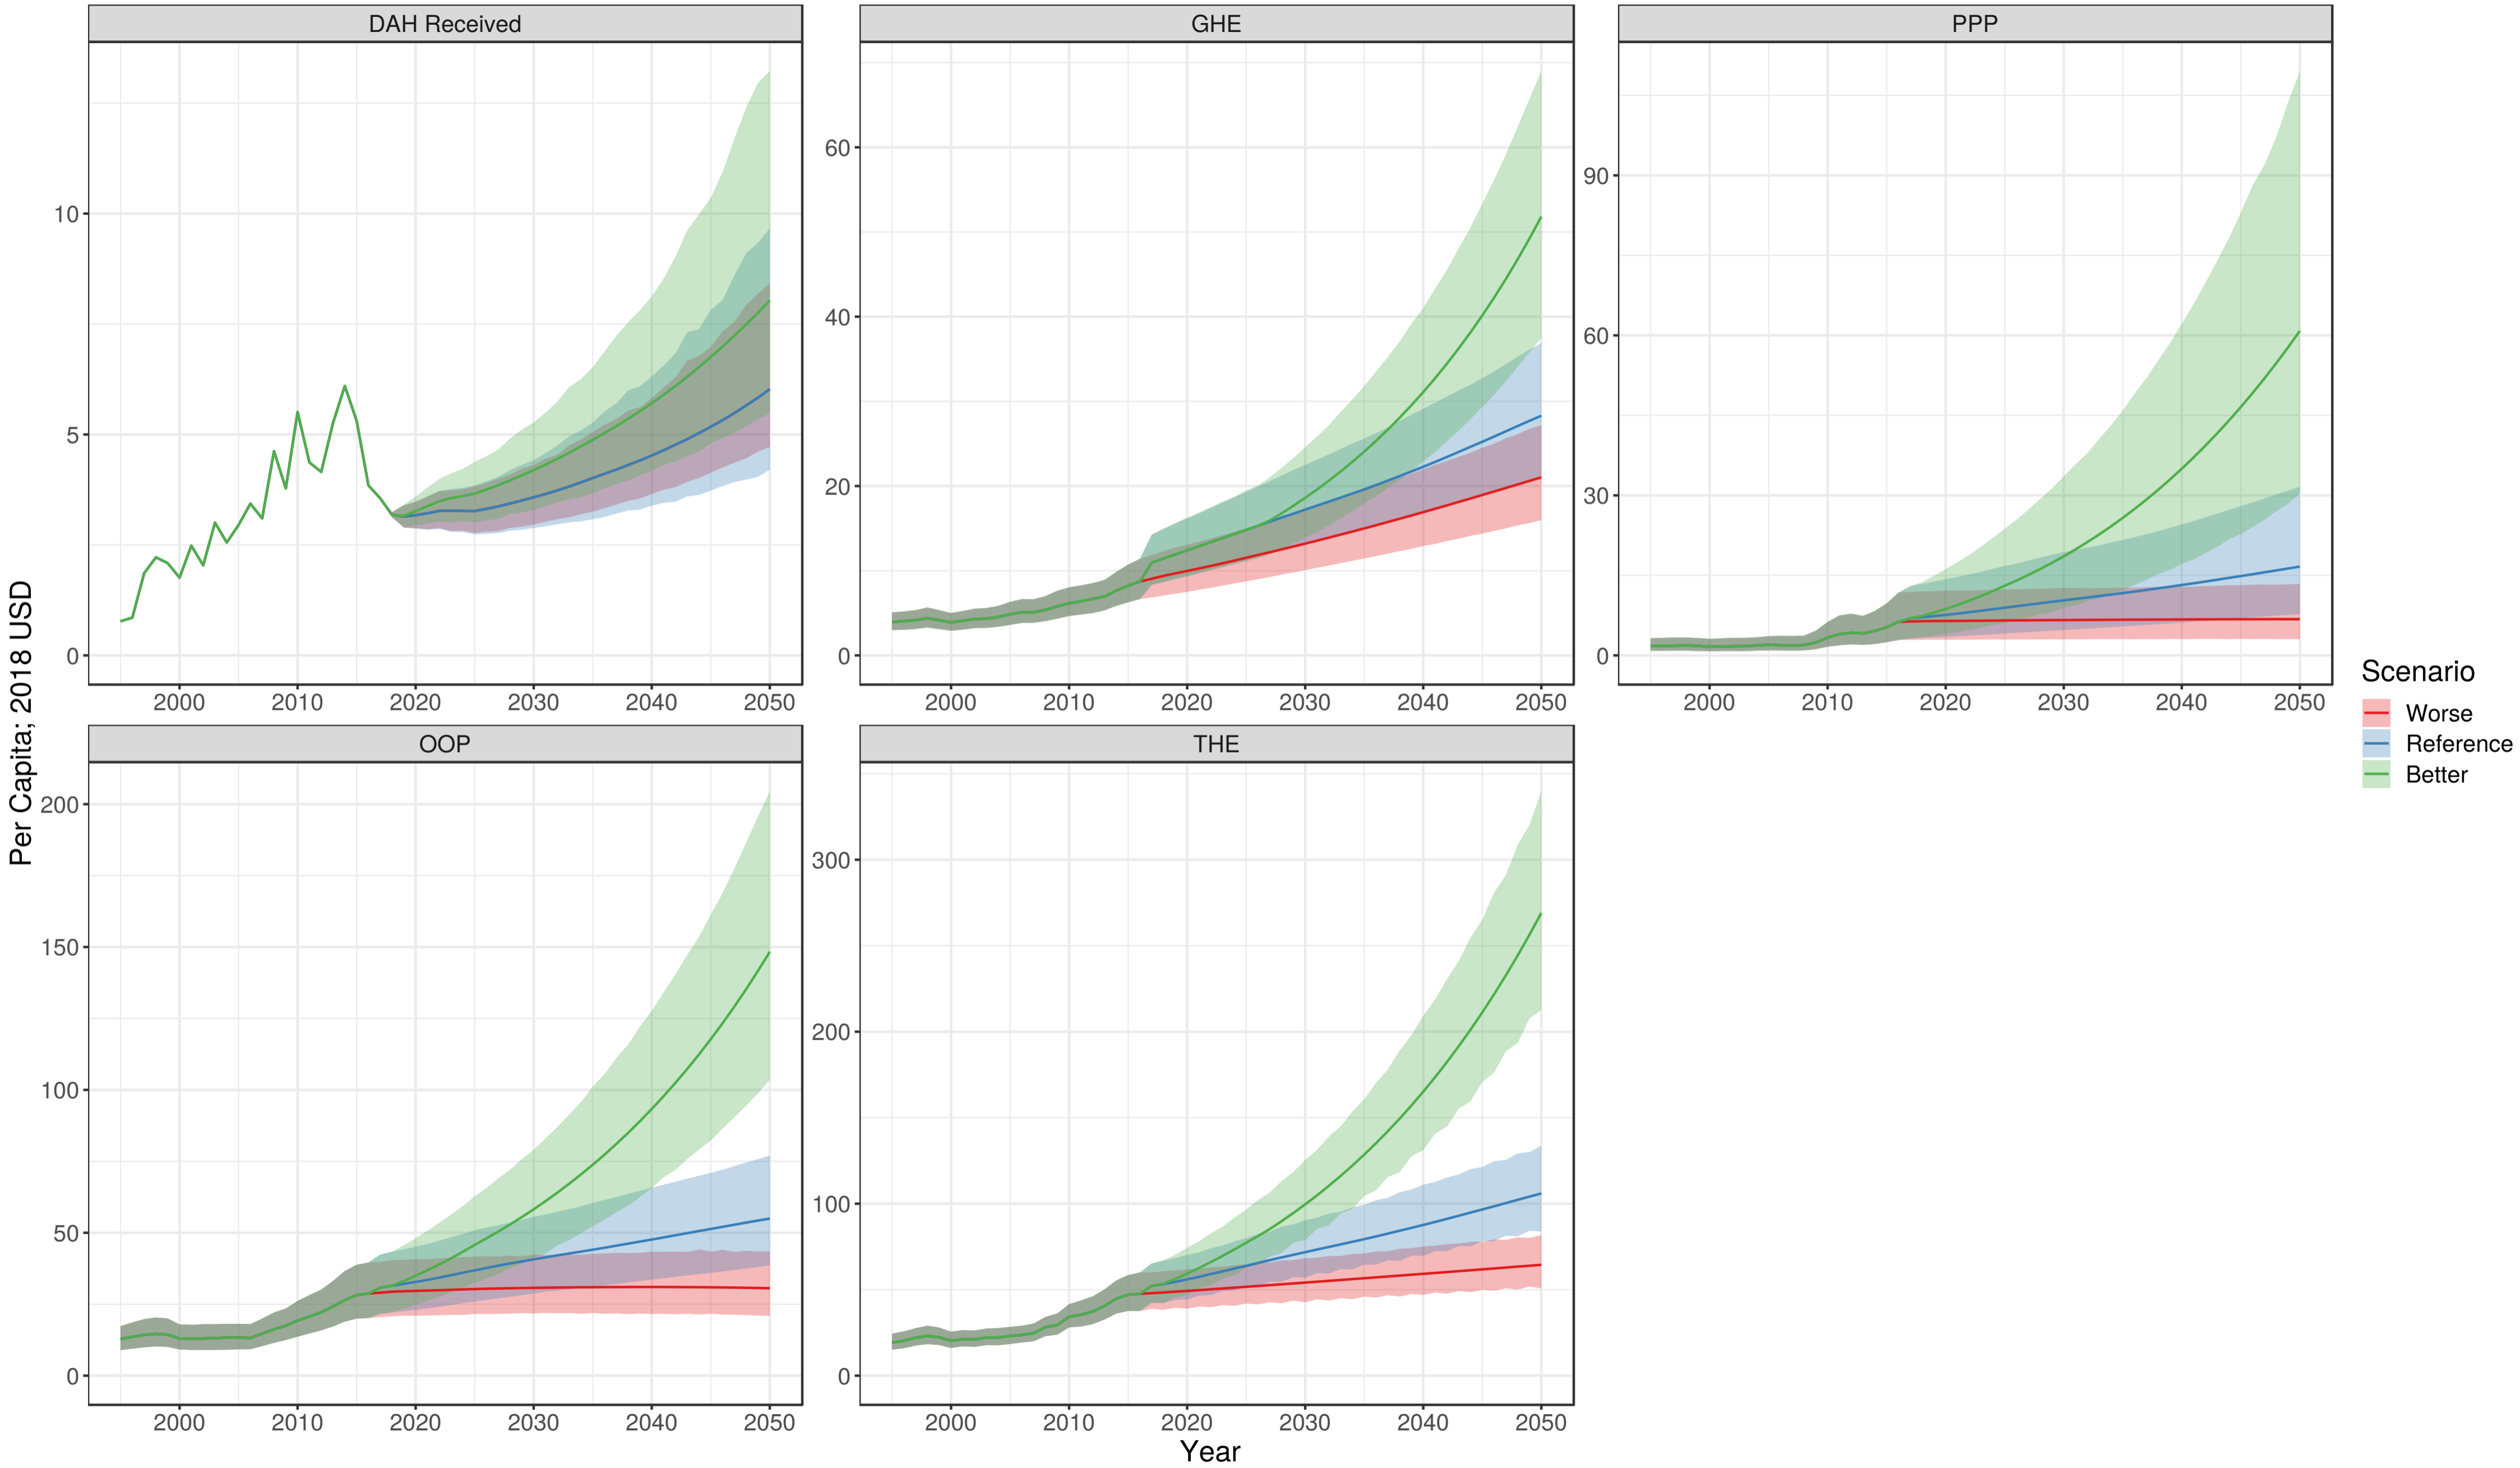 DAH Received
GHE
PPP
10
5
0
60
40
20
0
90
60
30
0
2000 2010 2020 2030 2040 2050
2000 2010 2020 2030 2040 2050
2000 2010 2020 2030 2040 2050
Per Capita; 2018 USD
OOP
THE
200
150
100
50
0
300
200
100
0
2000 2010 2020 2030 2040 2050
2000 2010 2020 2030 2040 2050
Year
Scenario
Worse
Reference
Better